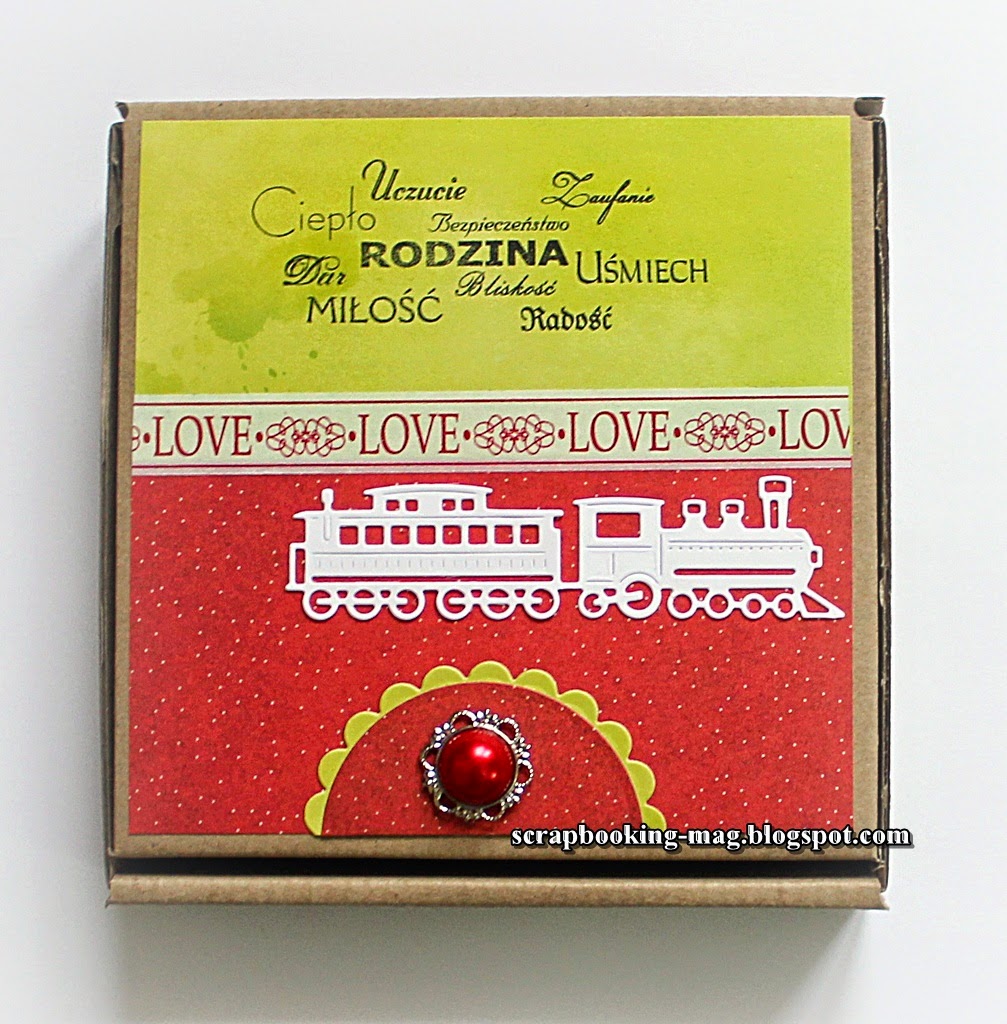 Uczucie Zaufanie
Ciepło Bezpieczeństwo
RODZINA
Dar UŚMIECH
Bliskość
MIŁOŚĆ Radość
•LOVE• •LOVE• •LOVE• •LOV
scrapbooking-mag.blogspot.com